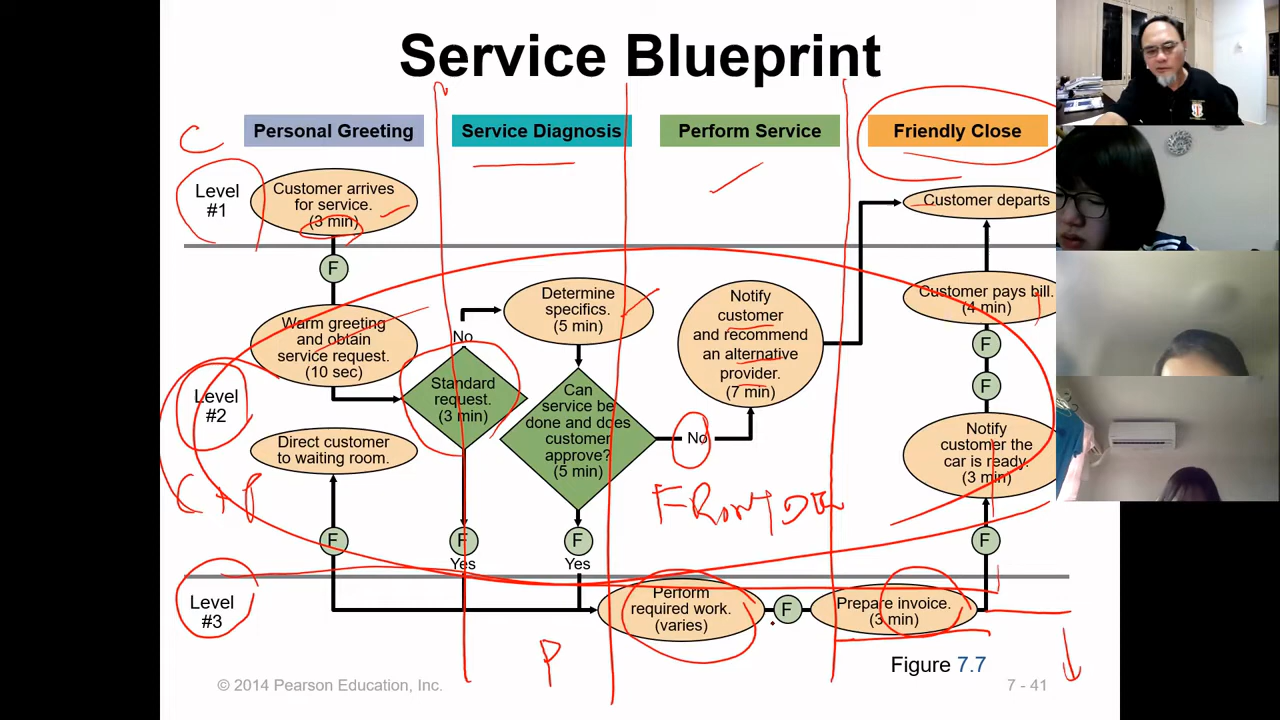 Service Blueprint
Personal Greeting
Service Diagnosis
Perform Service
Friendly Close
C
Level
#1
Customer arrives
for service.
(3 min)
Customer departs
F
Warm greeting
and obtain
service request.
(10 sec)
No
Determine
specifics.
(5 min)
Notify
customer
and recommend
an alternative
provider.
(7 min)
Customer pays bill.
(4 min)
F
F
Level
#2
Standard
request.
(3 min)
Can
service be
done and does
customer
approve?
(5 min)
No
Notify
customer the
car is ready.
(3 min)
Direct customer
to waiting room.
C + P
F
F
Yes
F
Yes
F
Level
#3
Perform
required work.
(varies)
F
Prepare invoice.
(3 min)
P
Figure 7.7
© 2014 Pearson Education, Inc.
7 - 41